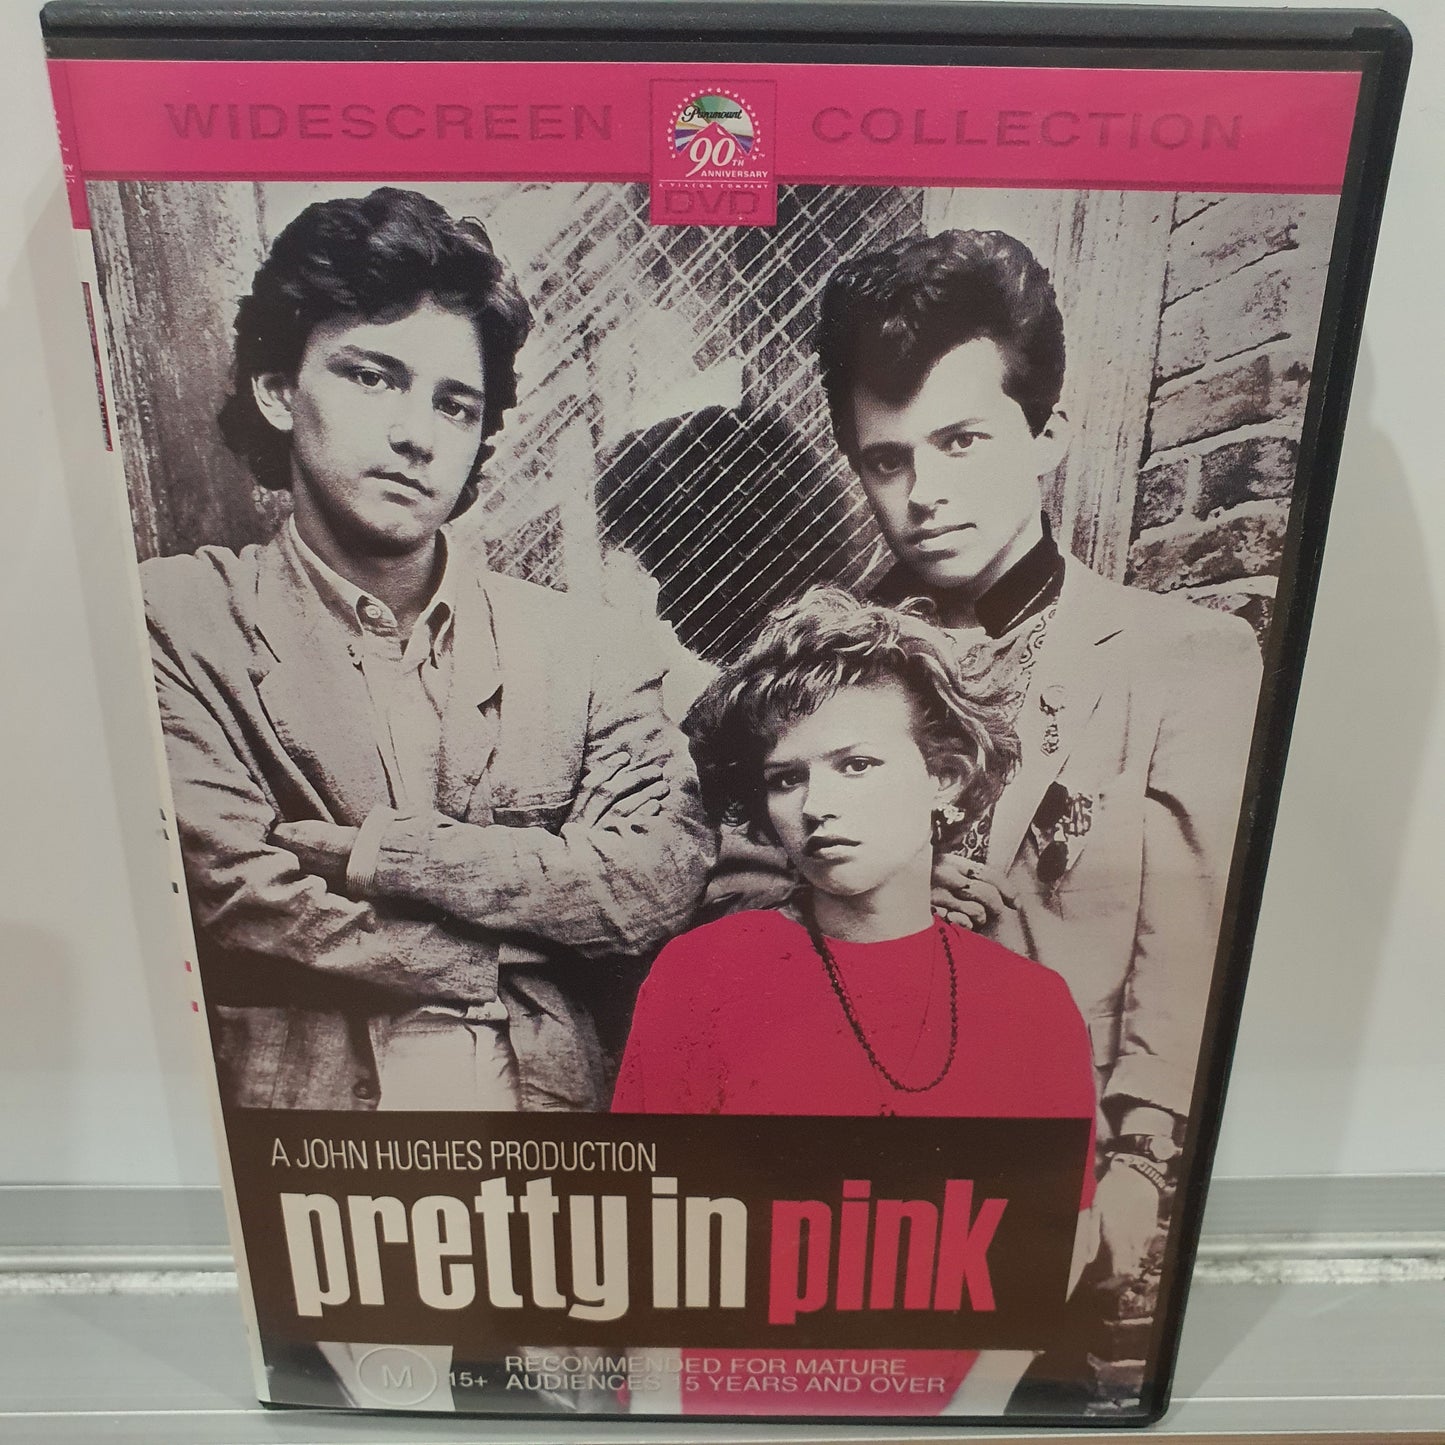 WIDESCREEN COLLECTION
Paramount
90TH
ANNIVERSARY
A VIACOM COMPANY
DVD
A JOHN HUGHES PRODUCTION
pretty in pink
M 15+ RECOMMENDED FOR MATURE
AUDIENCES 15 YEARS AND OVER